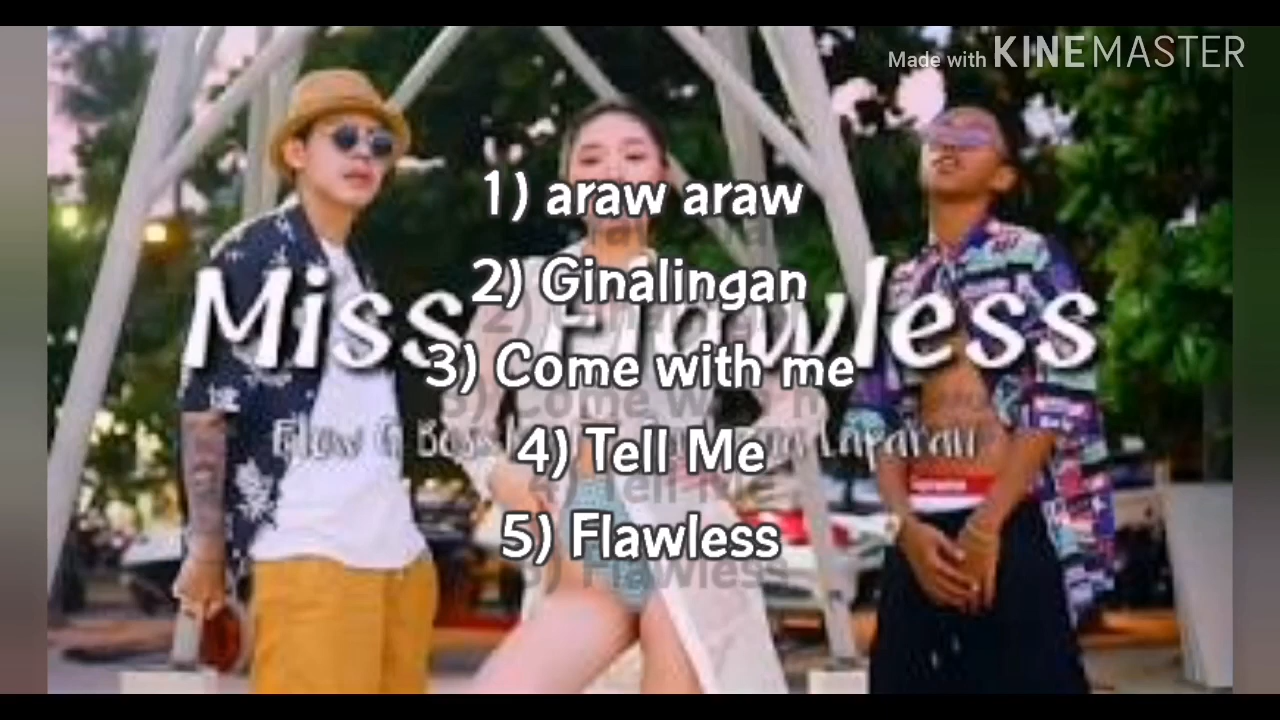 Made with KINEMASTER
1) araw araw
2) Ginalingan
Miss Flawless
3) Come with me
4) Tell Me
5) Flawless